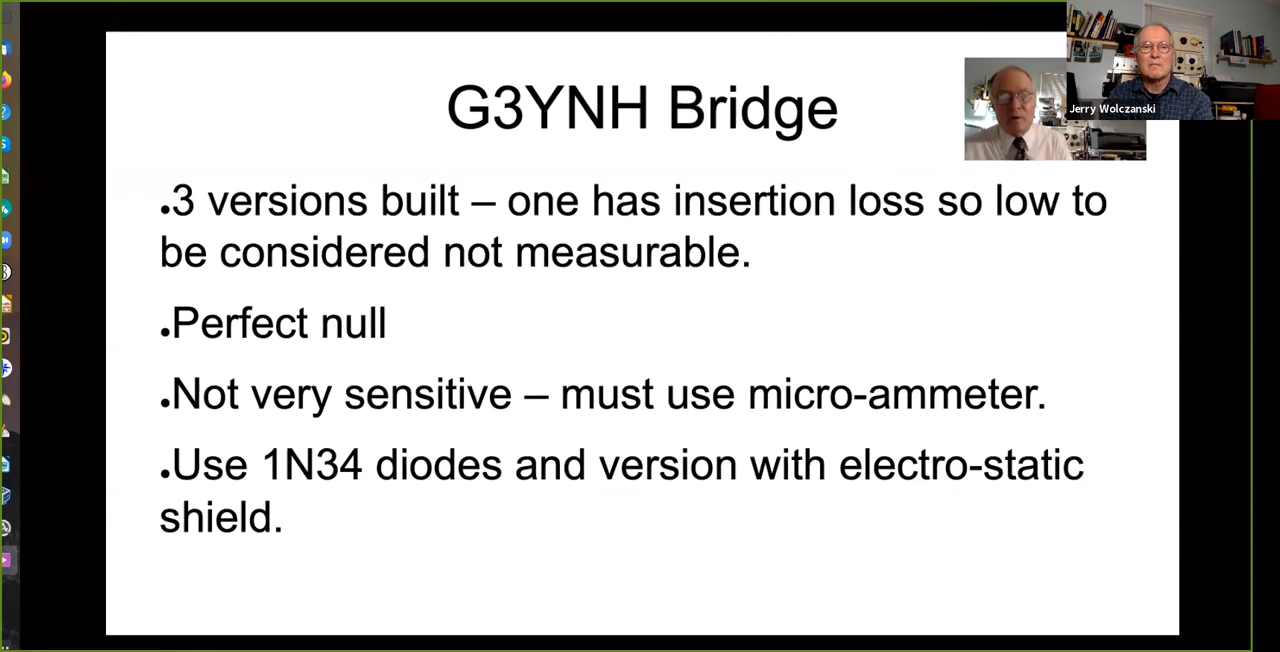 G3YNH Bridge
Jerry Wolczanski
.3 versions built – one has insertion loss so low to
be considered not measurable.
.Perfect null
.Not very sensitive – must use micro-ammeter.
.Use 1N34 diodes and version with electro-static
shield.